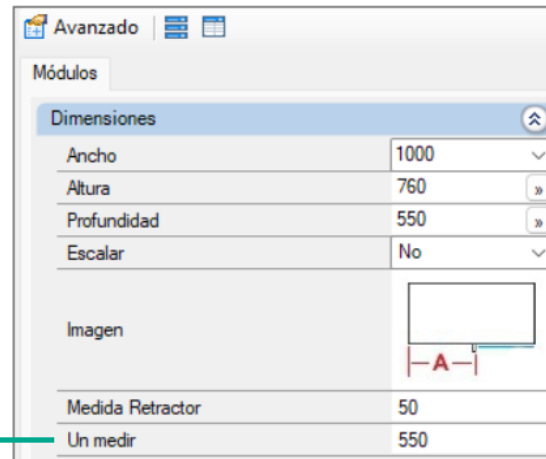 Avanzado
Módulos
Dimensiones
Ancho 1000
Altura 760 »
Profundidad 550 »
Escalar No
Imagen
A
Medida Retractor 50
Un medir 550